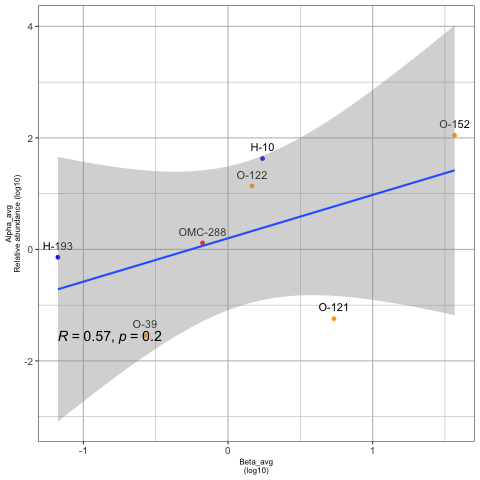 4
O-152
2
H-10
O-122
OMC-288
H-193
0
O-121
O-39
R = 0.57, p = 0.2
-2
-1
0
1
Alpha_avg
Relative abundance (log10)
Beta_avg
(log10)